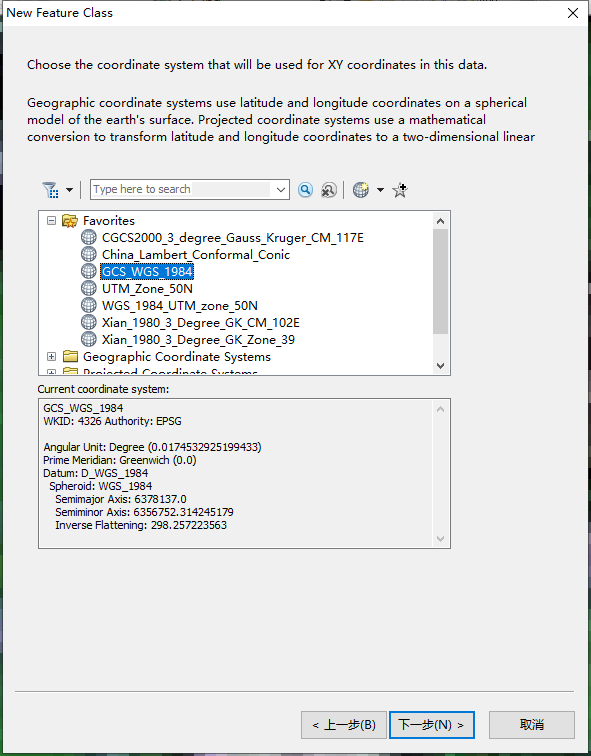 New Feature Class
Choose the coordinate system that will be used for XY coordinates in this data.
Geographic coordinate systems use latitude and longitude coordinates on a spherical
model of the earth's surface. Projected coordinate systems use a mathematical
conversion to transform latitude and longitude coordinates to a two-dimensional linear
Type here to search
Favorites
CGCS2000_3_degree_Gauss_Kruger_CM_117E
China_Lambert_Conformal_Conic
GCS_WGS_1984
UTM_Zone_50N
WGS_1984_UTM_zone_50N
Xian_1980_3_Degree_GK_CM_102E
Xian_1980_3_Degree_GK_Zone_39
Geographic Coordinate Systems
Projected Coordinate Systems
Current coordinate system:
GCS_WGS_1984
WKID: 4326 Authority: EPSG
Angular Unit: Degree (0.0174532925199433)
Prime Meridian: Greenwich (0.0)
Datum: D_WGS_1984
Spheroid: WGS_1984
Semimajor Axis: 6378137.0
Semiminor Axis: 6356752.314245179
Inverse Flattening: 298.257223563
< 上一步(B)
下一步(N) >
取消